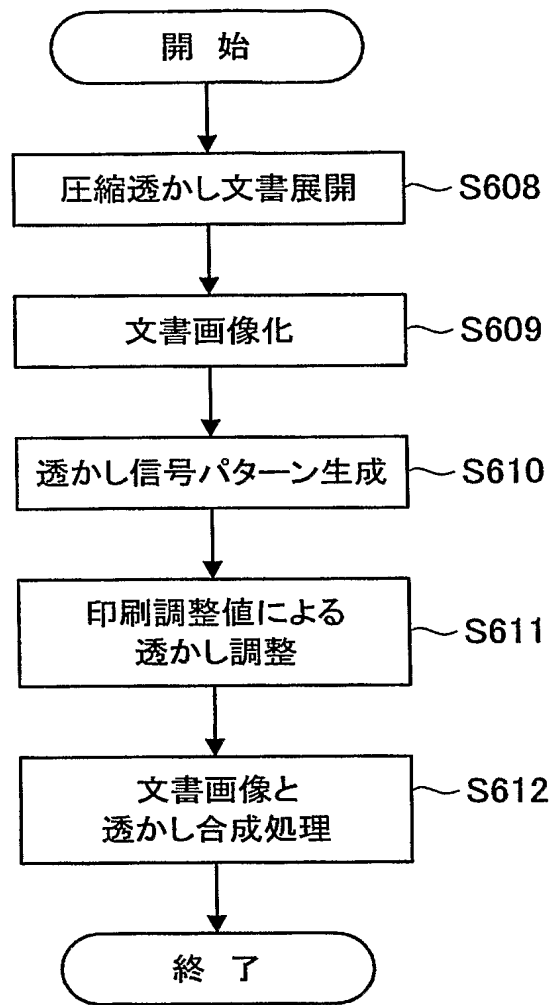 開 始
圧縮透かし文書展開
S608
文書画像化
S609
透かし信号パターン生成
S610
印刷調整値による
透かし調整
S611
文書画像と
透かし合成処理
S612
終 了